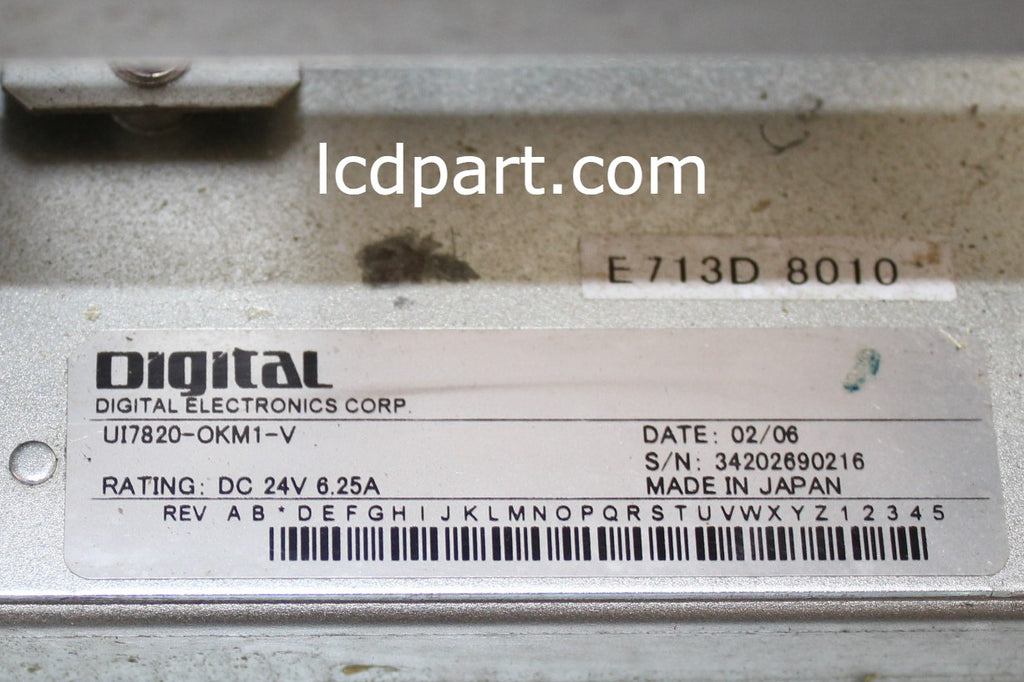 lcdpart.com
E713D 8010
Digital
DIGITAL ELECTRONICS CORP.
UI7820-OKM1-V
DATE: 02/06
S/N: 34202690216
RATING: DC 24V 6.25A
MADE IN JAPAN
REV A B * D E F G H I J K L M N O P Q R S T U V W X Y Z 1 2 3 4 5